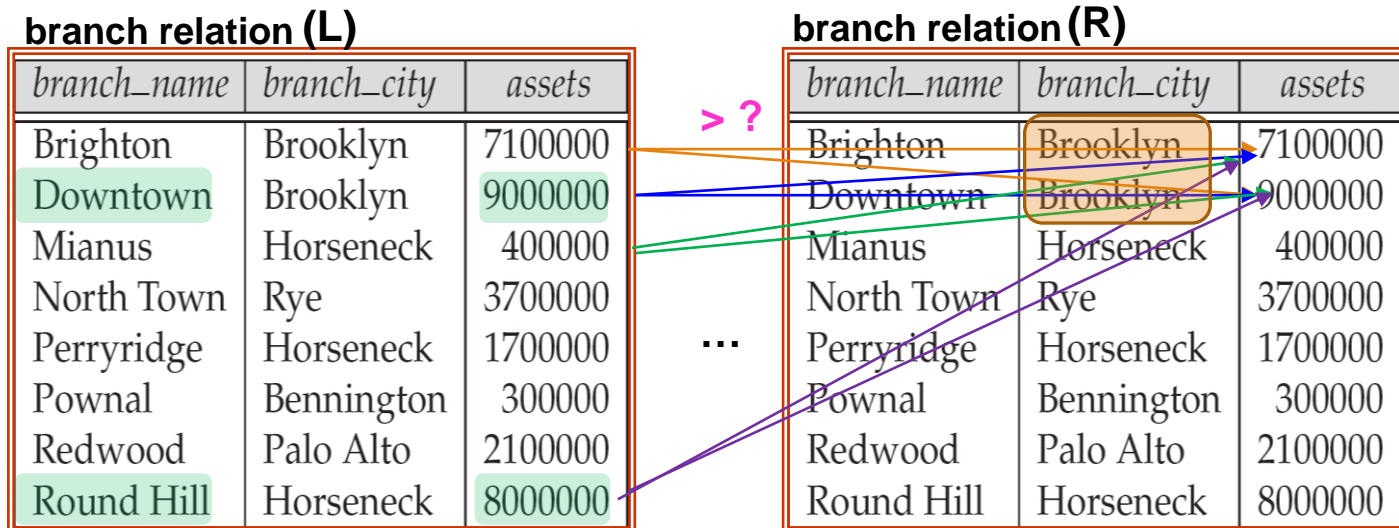 branch relation (L)
branch_name branch_city assets
Brighton Brooklyn 7100000
Downtown Brooklyn 9000000
Mianus Horseneck 400000
North Town Rye 3700000
Perryridge Horseneck 1700000
Pownal Bennington 300000
Redwood Palo Alto 2100000
Round Hill Horseneck 8000000
> ?
...
branch relation (R)
branch_name branch_city assets
Brighton Brooklyn 7100000
Downtown Brooklyn 9000000
Mianus Horseneck 400000
North Town Rye 3700000
Perryridge Horseneck 1700000
Pownal Bennington 300000
Redwood Palo Alto 2100000
Round Hill Horseneck 8000000